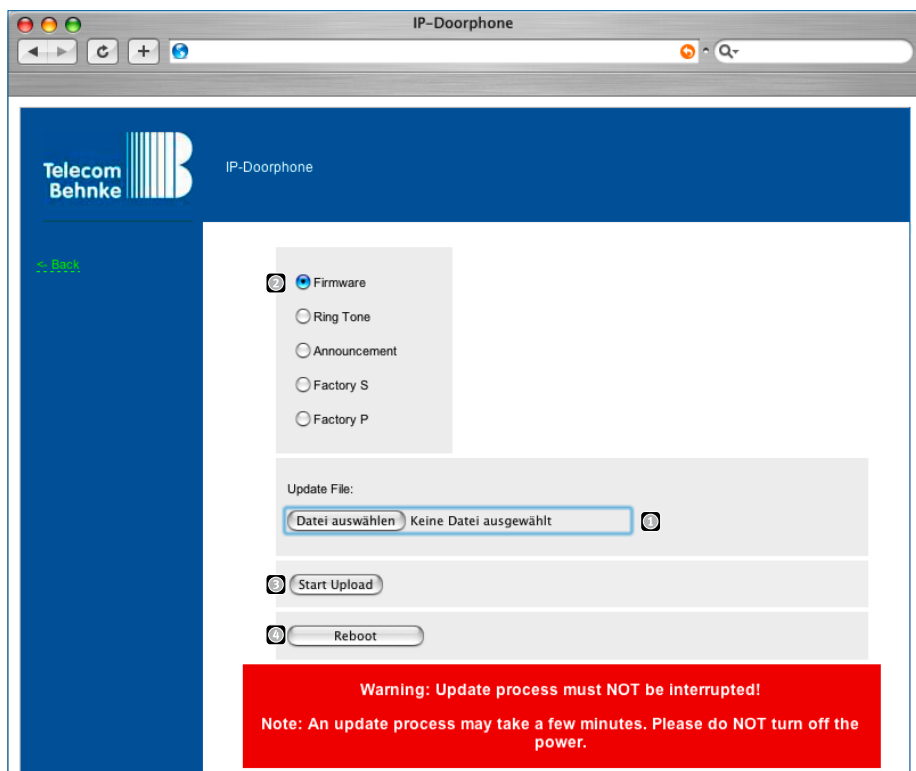 IP-Doorphone
Telecom
Behnke
IP-Doorphone
<- Back
2 Firmware
Ring Tone
Announcement
Factory S
Factory P
Update File:
Datei auswählen Keine Datei ausgewählt 1
3 Start Upload
4 Reboot
Warning: Update process must NOT be interrupted!
Note: An update process may take a few minutes. Please do NOT turn off the
power.